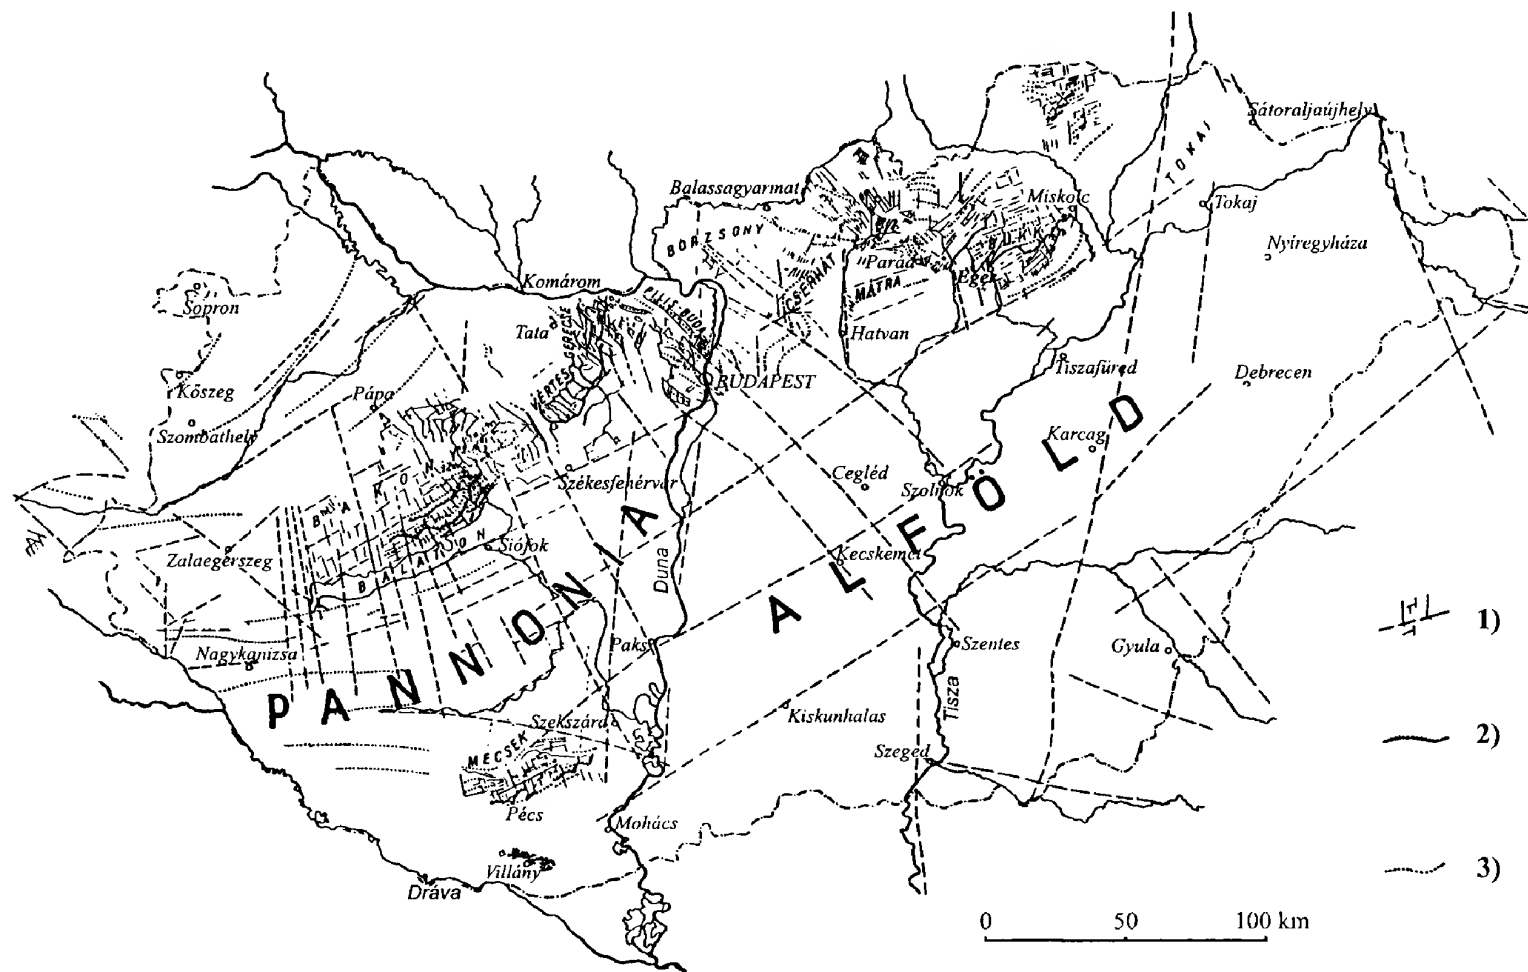 Sátoraljaújhely
TOKAJ
Balassagyarmat
Miskolc
Tokaj
BÖRZSÖNY
BÜKK
Nyíregyháza
CSERHÁT
Parád
Eger
MÁTRA
Komárom
Sopron
PILIS-BUDA
Tata
GERECSE
Hatvan
Tiszafüred
Debrecen
Kőszeg
VÉRTES
BUDAPEST
Pápa
Szombathely
Karcag
Cegléd
Székesfehérvár
Szolnok
BAKONY
Siófok
Zalaegerszeg
BALATON
Kecskemét
Duna
PANNONIA
ALFÖLD
1)
Paks
Szentes
Gyula
Nagykanizsa
Tisza
Szekszárd
Kiskunhalas
2)
MECSEK
Szeged
Pécs
Mohács
Villány
3)
Dráva
0 50 100 km